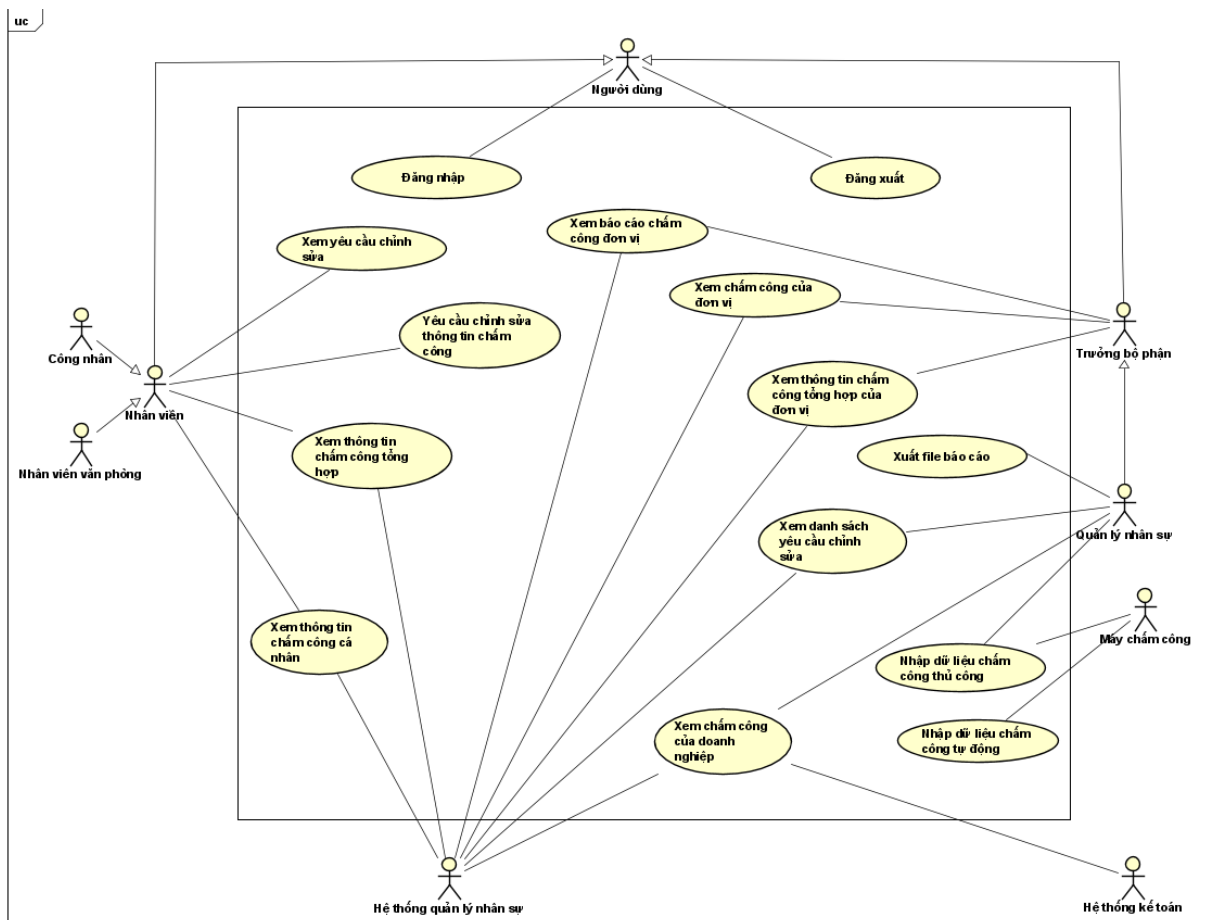 uc
Người dùng
Đăng nhập
Đăng xuất
Xem báo cáo chấm
công đơn vị
Xem yêu cầu chỉnh
sửa
Xem chấm công của
đơn vị
Yêu cầu chỉnh sửa
thông tin chấm
công
Công nhân
Trưởng bộ phận
Nhân viên
Xem thông tin chấm
công tổng hợp của
đơn vị
Nhân viên văn phòng
Xem thông tin
chấm công tổng
hợp
Xuất file báo cáo
Xem danh sách
yêu cầu chỉnh
sửa
Quản lý nhân sự
Xem thông tin
chấm công cá
nhân
Máy chấm công
Nhập dữ liệu chấm
công thủ công
Xem chấm công
của doanh
nghiệp
Nhập dữ liệu chấm
công tự động
Hệ thống quản lý nhân sự
Hệ thống kế toán